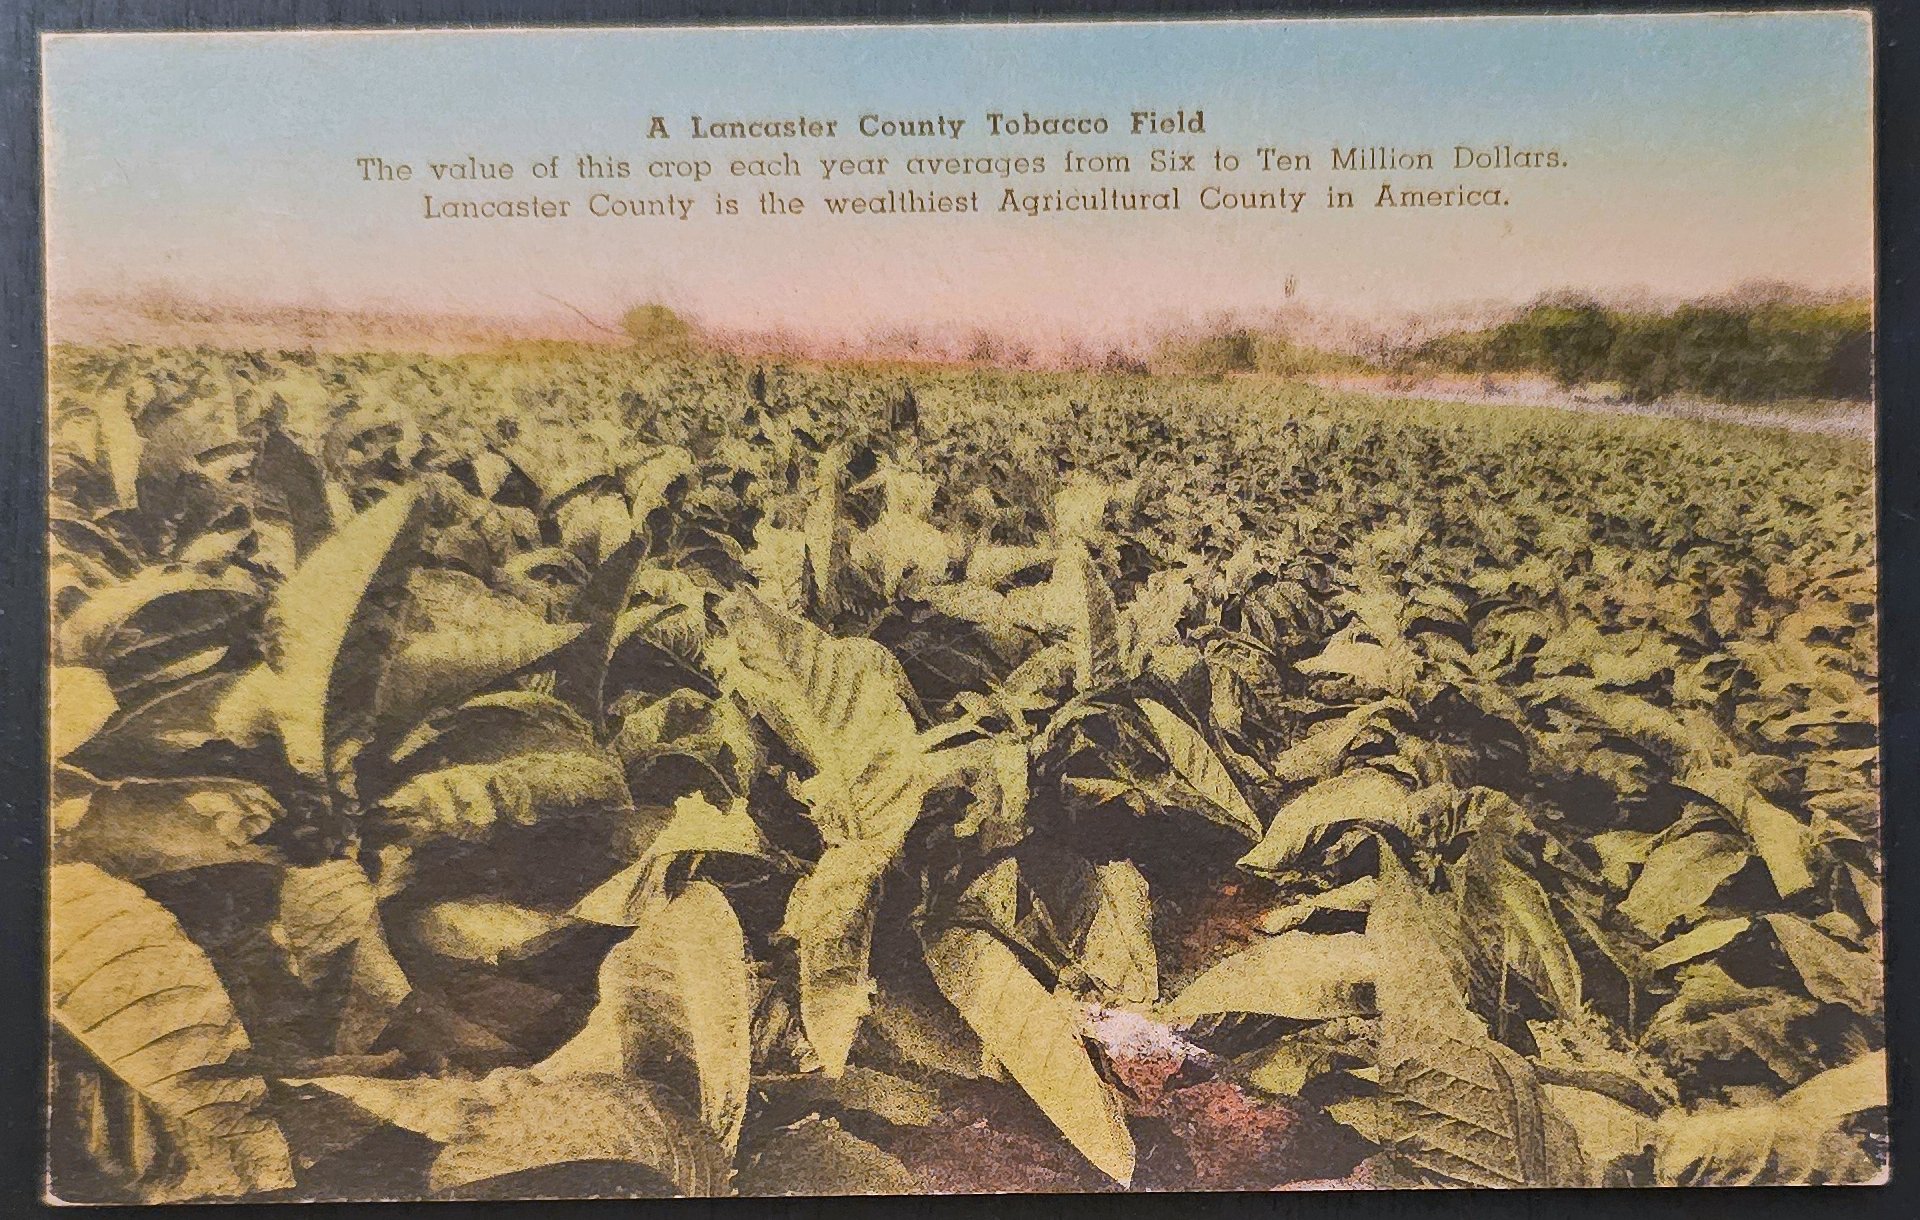 A Lancaster County Tobacco Field
The value of this crop each year averages from Six to Ten Million Dollars.
Lancaster County is the wealthiest Agricultural County in America.